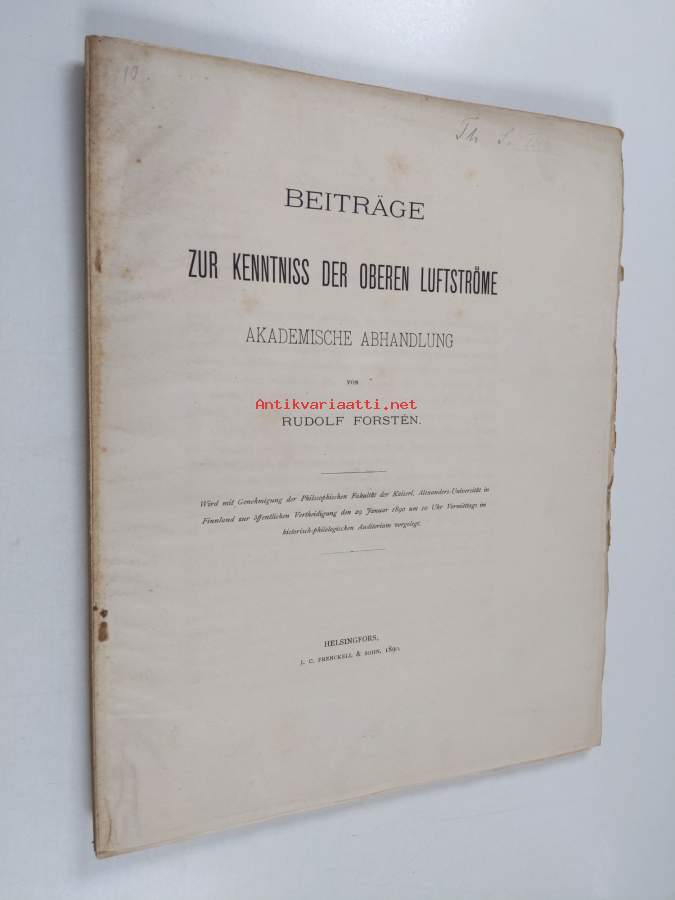 19.
Th. S.
BEITRÄGE
ZUR KENNTNISS DER OBEREN LUFTSTRÖME
AKADEMISCHE ABHANDLUNG
VON
Antikvariaatti.net
RUDOLF FORSTÉN.
Wird mit Genehmigung der Philosophischen Fakultät der Kaiserl. Alexanders-Universität in
Finnland zur öffentlichen Vertheidigung den 29 Januar 1890 um 10 Uhr Vormittags im
historisch-philologischen Auditorium vorgelegt.
HELSINGFORS,
J. C. FRENCKELL & SOHN, 1890.